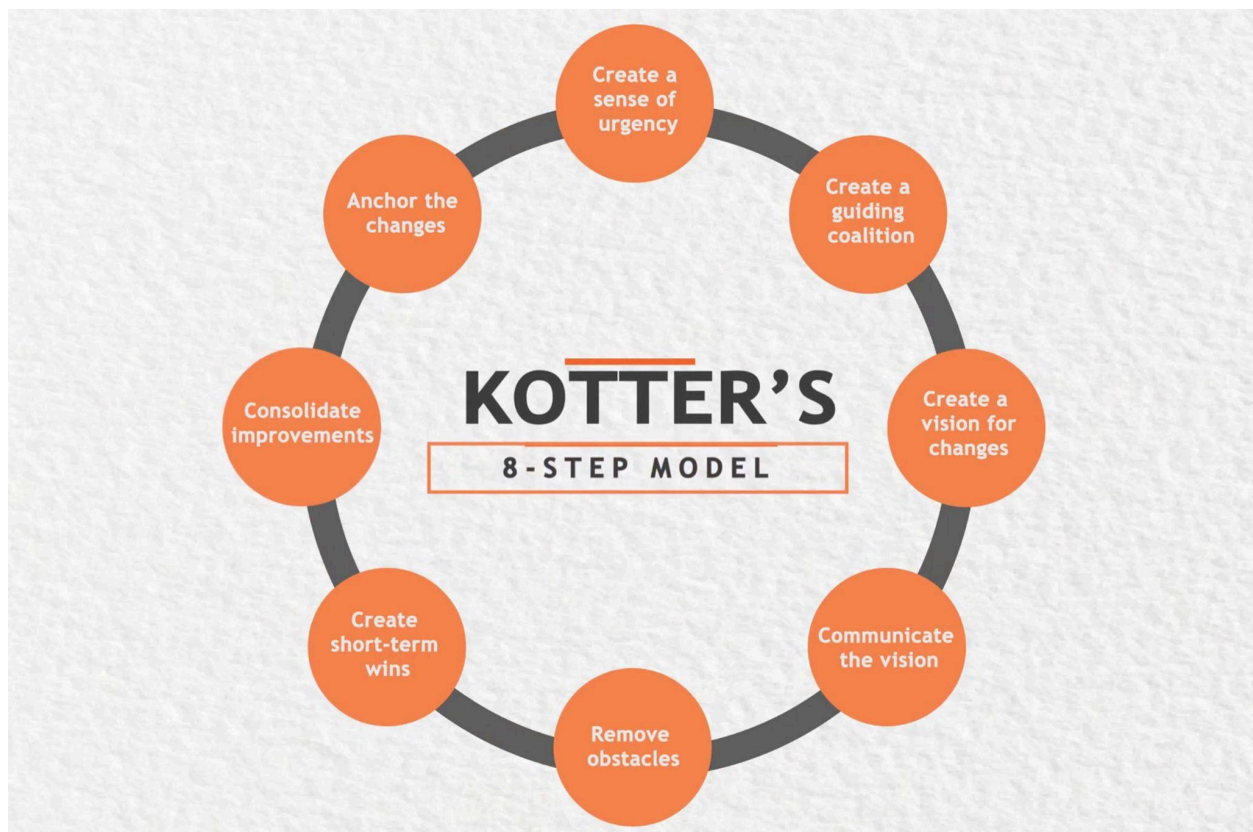 Create a
sense of
urgency
Create a
guiding
coalition
Create a
vision for
changes
Communicate
the vision
Remove
obstacles
Create
short-term
wins
Consolidate
improvements
Anchor the
changes
KOTTER'S
8-STEP MODEL